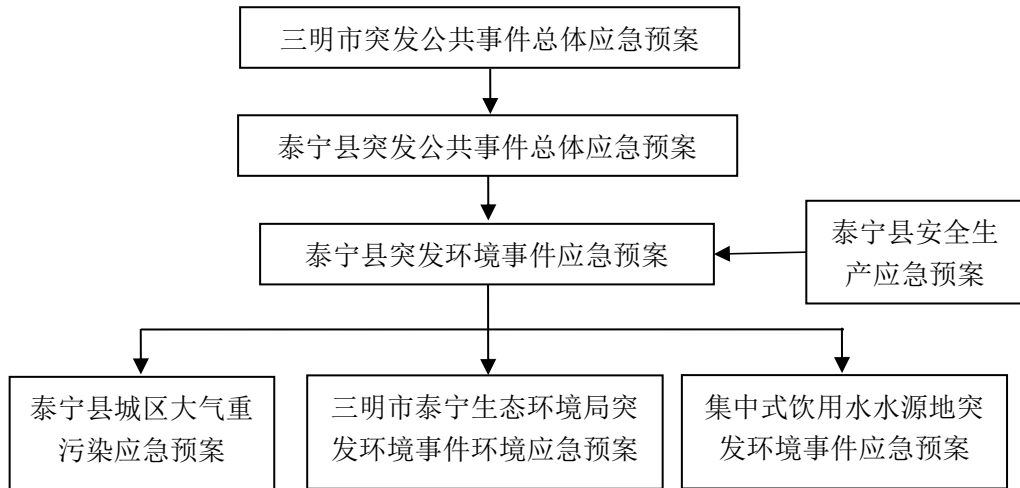 三明市突发公共事件总体应急预案
泰宁县突发公共事件总体应急预案
泰宁县突发环境事件应急预案
泰宁县安全生
产应急预案
泰宁县城区大气重
污染应急预案
三明市泰宁生态环境局突
发环境事件环境应急预案
集中式饮用水水源地突
发环境事件应急预案